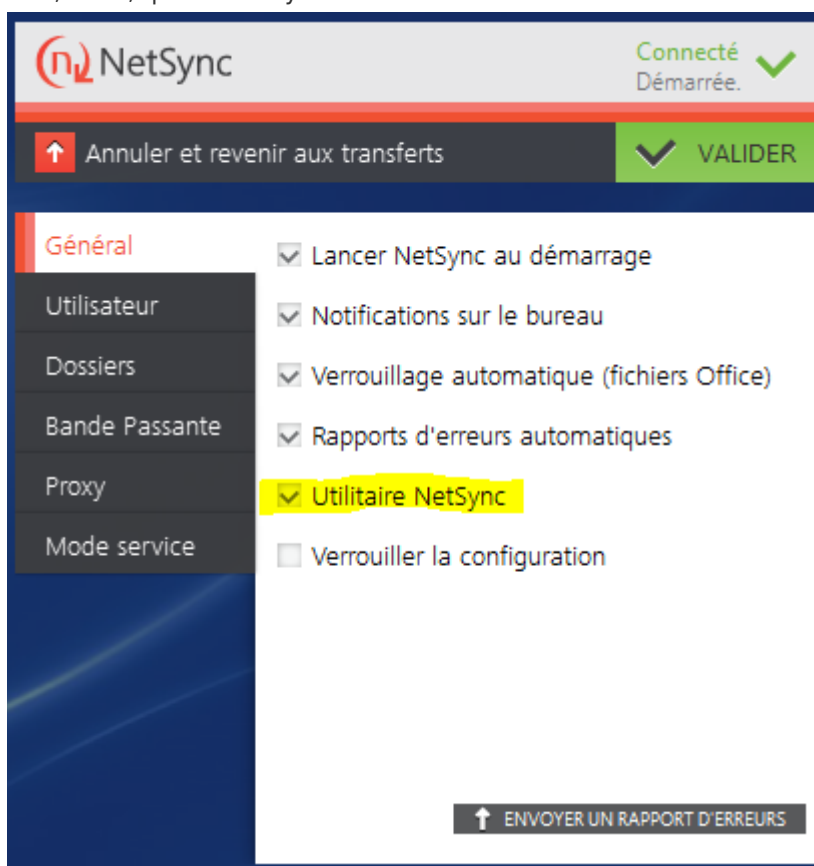 NetSync
Connecté
Démarrée.
Annuler et revenir aux transferts
VALIDER
Général
Utilisateur
Dossiers
Bande Passante
Proxy
Mode service
Lancer NetSync au démarrage
Notifications sur le bureau
Verrouillage automatique (fichiers Office)
Rapports d'erreurs automatiques
Utilitaire NetSync
Verrouiller la configuration
ENVOYER UN RAPPORT D'ERREURS